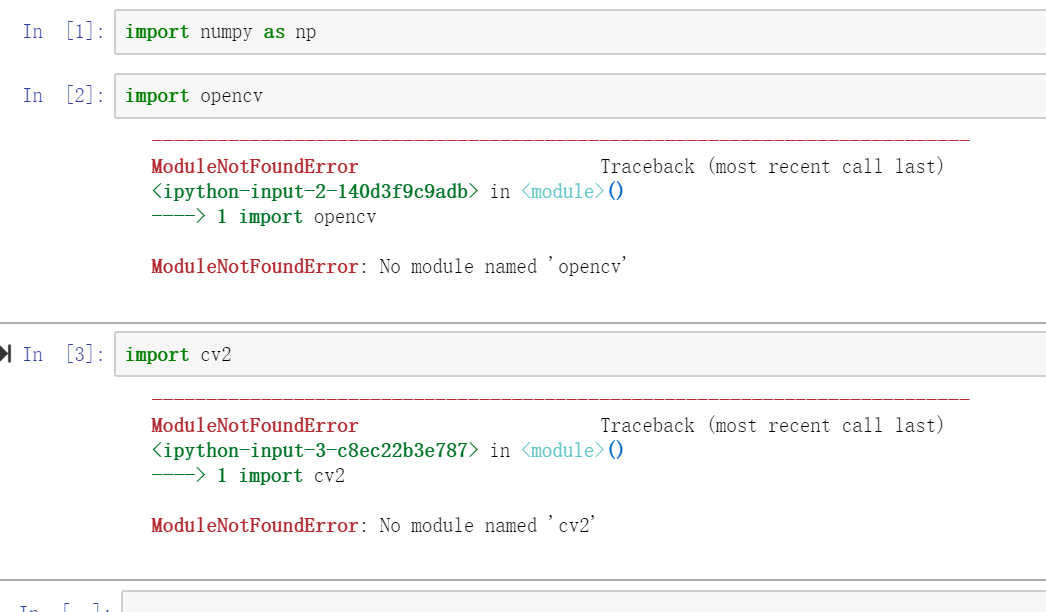 In [1]: import numpy as np
In [2]: import opencv
---------------------------------------------------------------------------
ModuleNotFoundError Traceback (most recent call last)
<ipython-input-2-140d3f9c9adb> in <module>()
----> 1 import opencv
ModuleNotFoundError: No module named 'opencv'
In [3]: import cv2
---------------------------------------------------------------------------
ModuleNotFoundError Traceback (most recent call last)
<ipython-input-3-c8ec22b3e787> in <module>()
----> 1 import cv2
ModuleNotFoundError: No module named 'cv2'
In [ ]: